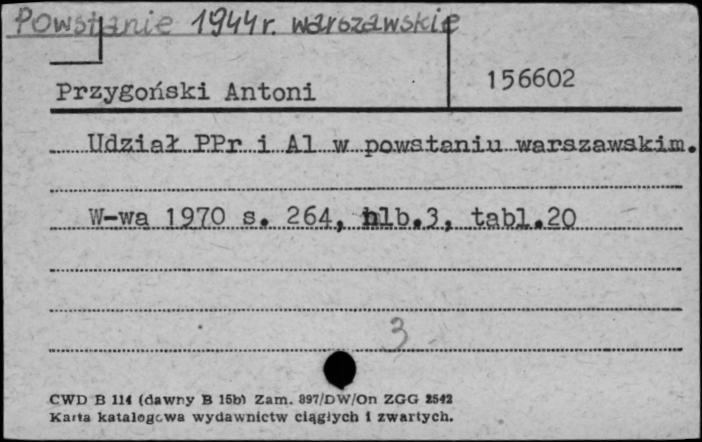 Powstanie 1944 r. warszawskie
156602
Przygoński Antoni
Udział PPr i Al w powstaniu warszawskim.
W-wa 1970 s. 264, nlb.3, tabl.20
3
CWD B 114 (dawny B 15b) Zam. 897/DW/On ZGG 2542
Karta katalogowa wydawnictw ciągłych i zwartych.